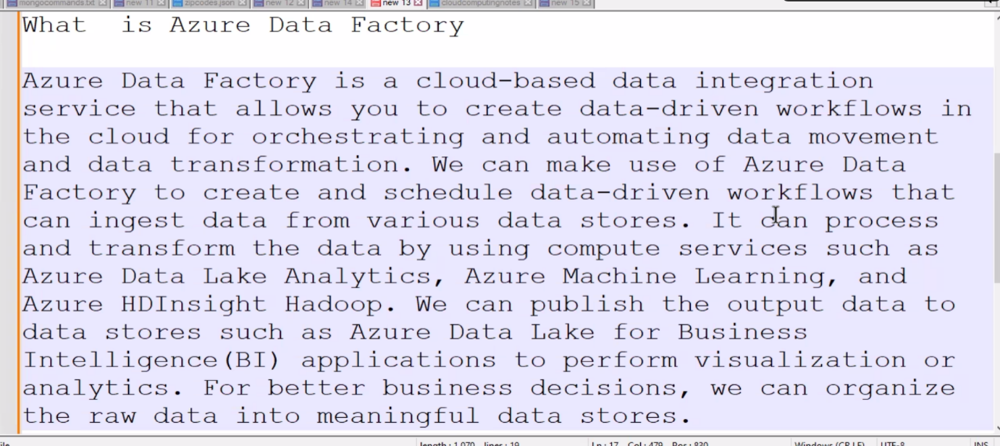 mongocommands.txt new 11 zipcodes.json new 12 new 14 new 13 cloudcomputingnotes new 15
What  is Azure Data Factory
Azure Data Factory is a cloud-based data integration
service that allows you to create data-driven workflows in
the cloud for orchestrating and automating data movement
and data transformation. We can make use of Azure Data
Factory to create and schedule data-driven workflows that
can ingest data from various data stores. It can process
and transform the data by using compute services such as
Azure Data Lake Analytics, Azure Machine Learning, and
Azure HDInsight Hadoop. We can publish the output data to
data stores such as Azure Data Lake for Business
Intelligence(BI) applications to perform visualization or
analytics. For better business decisions, we can organize
the raw data into meaningful data stores.
length : 1,070 lines : 19 Ln : 17 Col : 479 Pos : 830 Windows (CR LF) UTF-8 INS